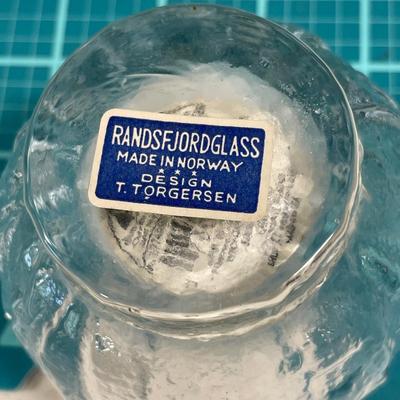 RANDSFJORDGLASS
MADE IN NORWAY
★ ★ ★
DESIGN
T. TORGERSEN